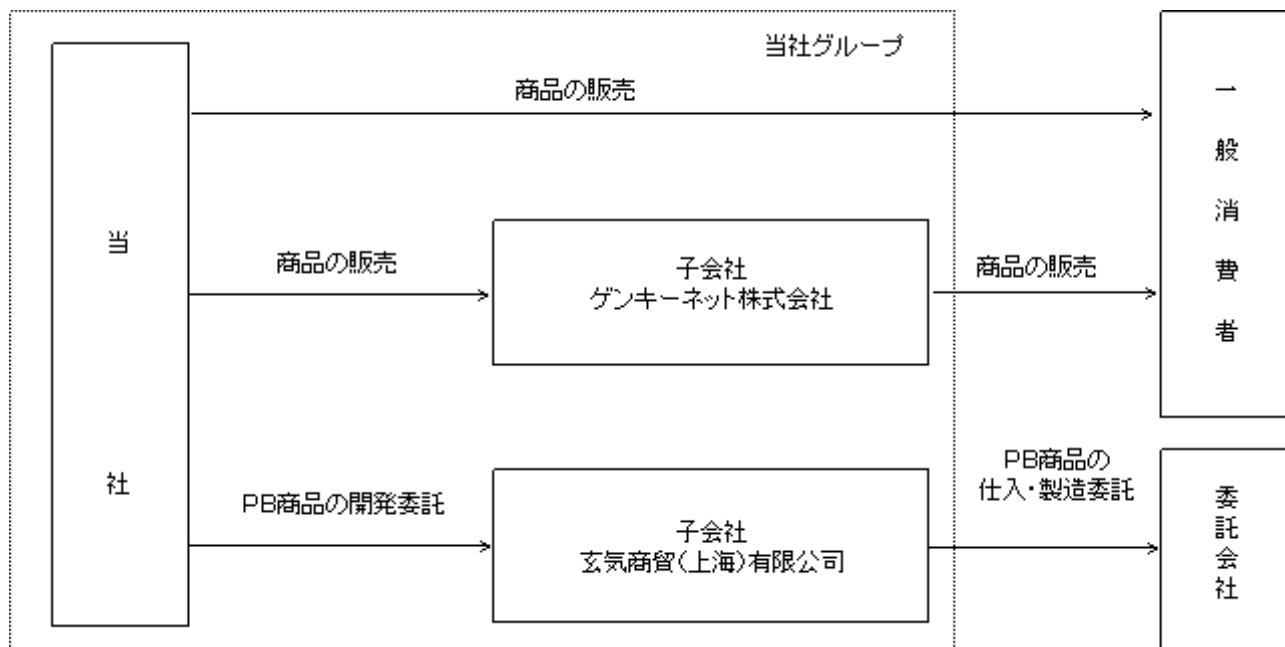 当社グループ
商品の販売
一般消費者
当社
商品の販売
子会社
ゲンキーネット株式会社
商品の販売
PB商品の開発委託
子会社
玄気商貿(上海)有限公司
PB商品の
仕入・製造委託
委託会社